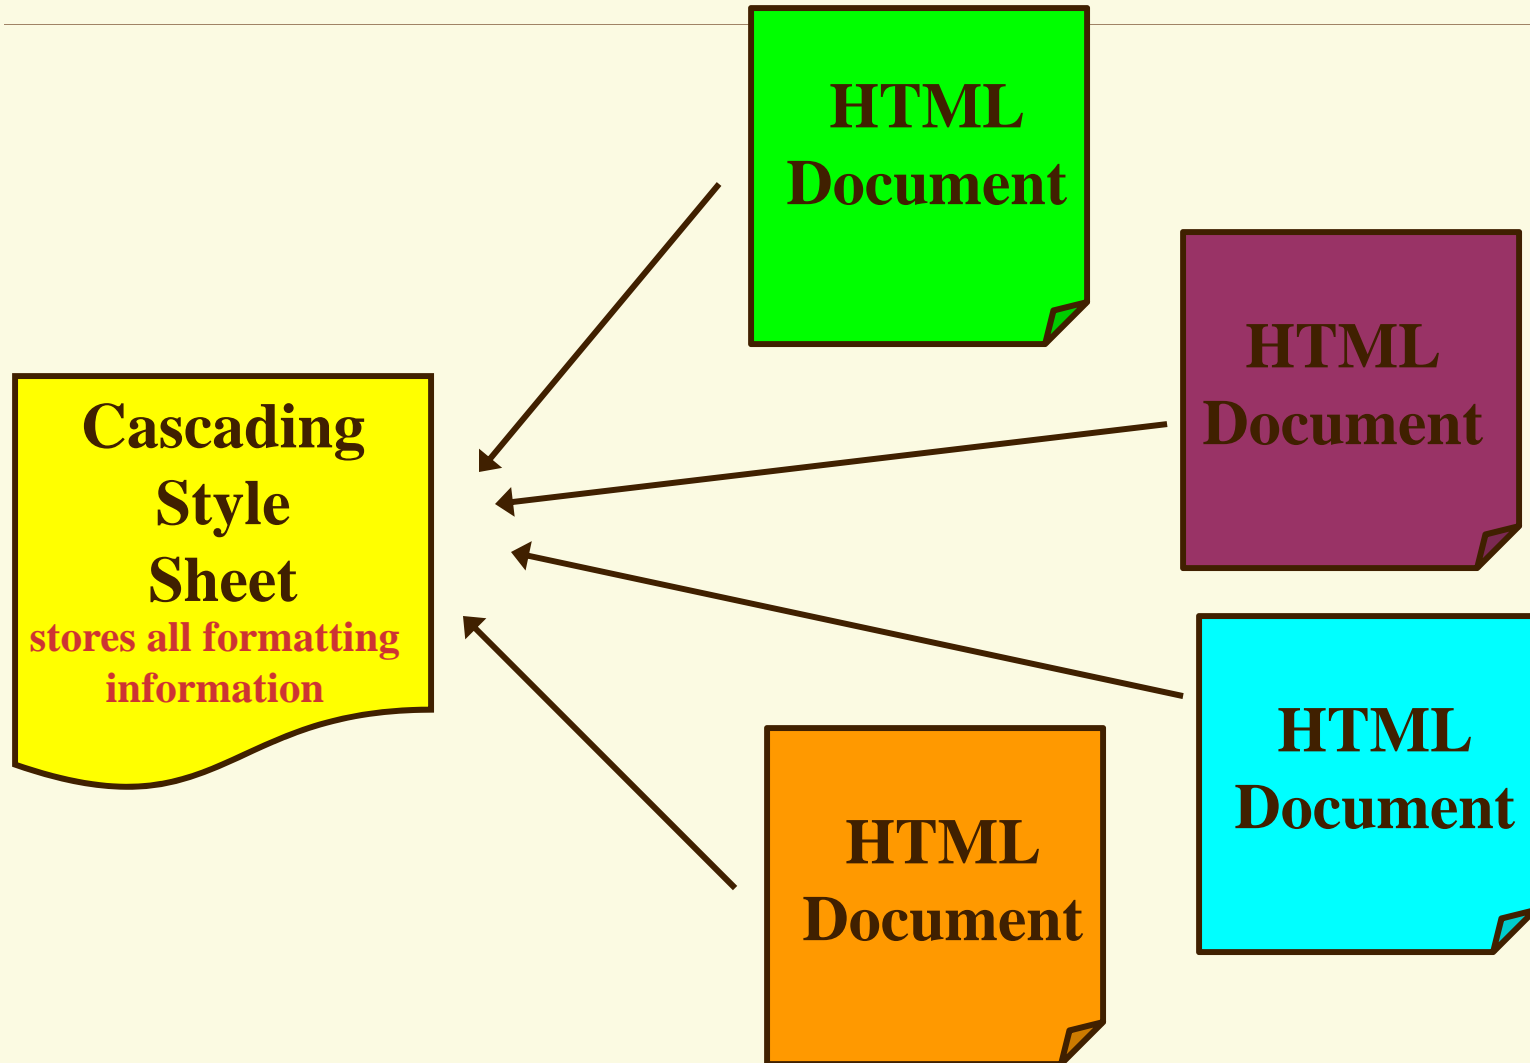 HTML
Document
HTML
Document
Cascading
Style
Sheet
stores all formatting
information
HTML
Document
HTML
Document